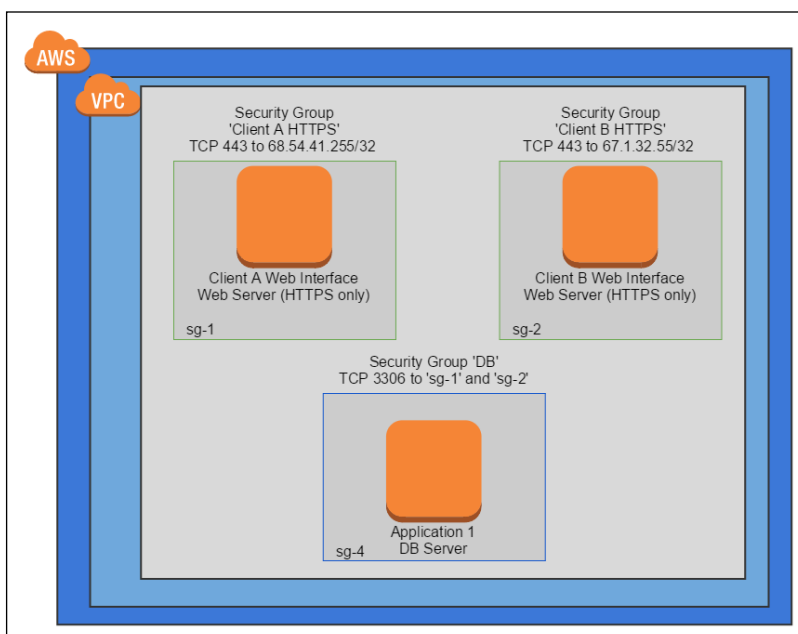 AWS
VPC
Security Group
'Client A HTTPS'
TCP 443 to 68.54.41.255/32
Security Group
'Client B HTTPS'
TCP 443 to 67.1.32.55/32
Client A Web Interface
Web Server (HTTPS only)
sg-1
Client B Web Interface
Web Server (HTTPS only)
sg-2
Security Group 'DB'
TCP 3306 to 'sg-1' and 'sg-2'
Application 1
DB Server
sg-4